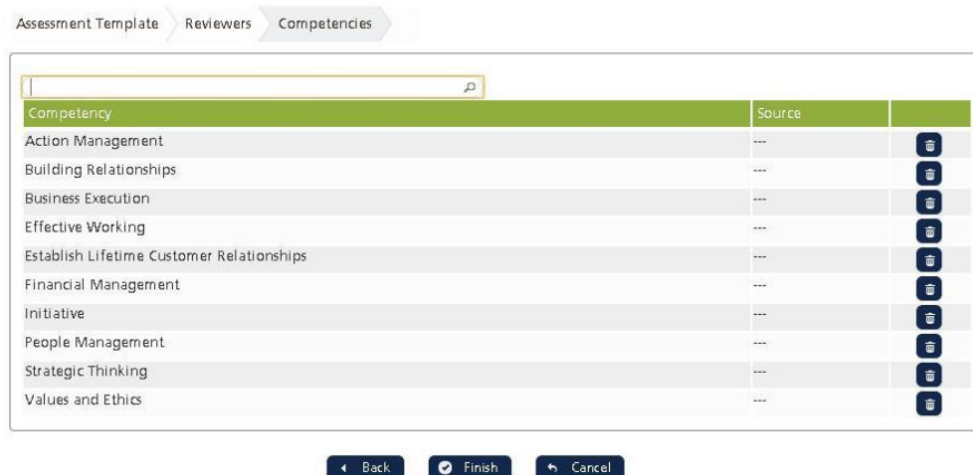 Assessment Template Reviewers Competencies
Competency Source
Action Management ---
Building Relationships ---
Business Execution ---
Effective Working ---
Establish Lifetime Customer Relationships ---
Financial Management ---
Initiative ---
People Management ---
Strategic Thinking ---
Values and Ethics ---
Back Finish Cancel